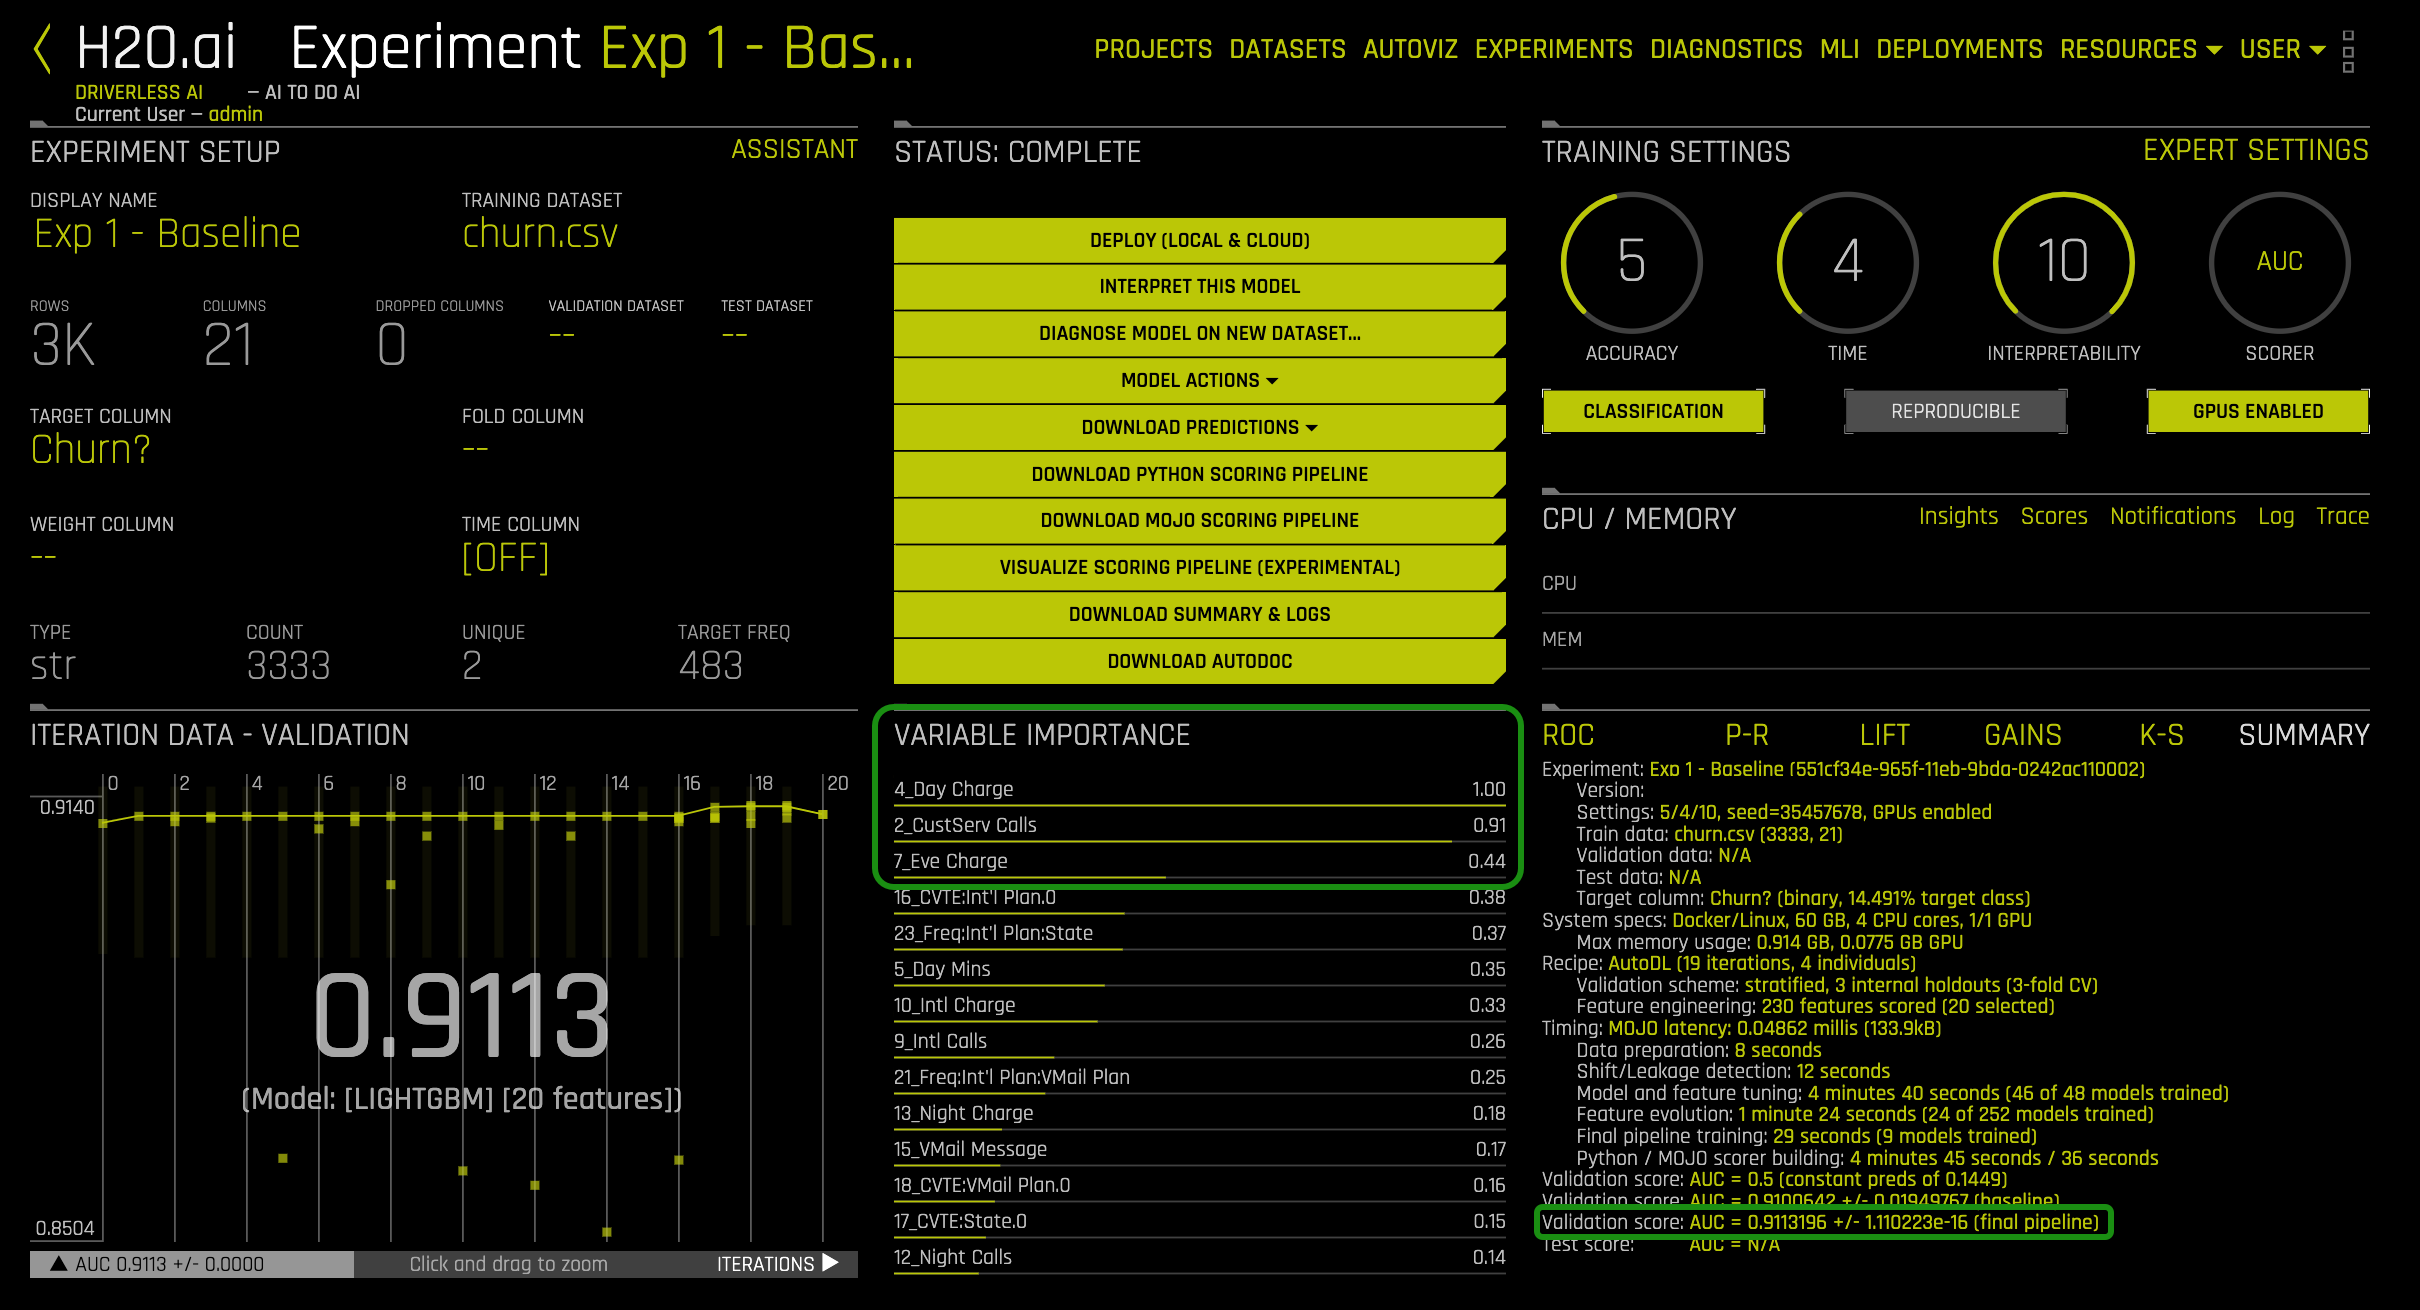 H2O.ai Experiment Exp 1 - Bas...
PROJECTS DATASETS AUTOVIZ EXPERIMENTS DIAGNOSTICS MLI DEPLOYMENTS RESOURCES USER
DRIVERLESS AI — AI TO DO AI
Current User — admin
EXPERIMENT SETUP ASSISTANT
DISPLAY NAME TRAINING DATASET
Exp 1 - Baseline churn.csv
ROWS COLUMNS DROPPED COLUMNS VALIDATION DATASET TEST DATASET
3K 21 0 -- --
TARGET COLUMN FOLD COLUMN
Churn? --
WEIGHT COLUMN TIME COLUMN
-- [OFF]
TYPE COUNT UNIQUE TARGET FREQ
str 3333 2 483
STATUS: COMPLETE
DEPLOY (LOCAL & CLOUD)
INTERPRET THIS MODEL
DIAGNOSE MODEL ON NEW DATASET...
MODEL ACTIONS
DOWNLOAD PREDICTIONS
DOWNLOAD PYTHON SCORING PIPELINE
DOWNLOAD MOJO SCORING PIPELINE
VISUALIZE SCORING PIPELINE (EXPERIMENTAL)
DOWNLOAD SUMMARY & LOGS
DOWNLOAD AUTODOC
TRAINING SETTINGS EXPERT SETTINGS
5 4 10 AUC
ACCURACY TIME INTERPRETABILITY SCORER
CLASSIFICATION REPRODUCIBLE GPUS ENABLED
CPU / MEMORY Insights Scores Notifications Log Trace
CPU
MEM
ITERATION DATA - VALIDATION
0 2 4 6 8 10 12 14 16 18 20
0.9140
0.9113
(Model: [LIGHTGBM] [20 features])
0.8504
▲ AUC 0.9113 +/- 0.0000 Click and drag to zoom ITERATIONS ▶
VARIABLE IMPORTANCE
4_Day Charge 1.00
2_CustServ Calls 0.91
7_Eve Charge 0.44
16_CVTE:Int'l Plan.0 0.38
23_Freq:Int'l Plan:State 0.37
5_Day Mins 0.35
10_Intl Charge 0.33
9_Intl Calls 0.26
21_Freq:Int'l Plan:VMail Plan 0.25
13_Night Charge 0.18
15_VMail Message 0.17
18_CVTE:VMail Plan.0 0.16
17_CVTE:State.0 0.15
12_Night Calls 0.14
ROC P-R LIFT GAINS K-S SUMMARY
Experiment: Exp 1 - Baseline (551cf34e-965f-11eb-9bda-0242ac110002)
Version:
Settings: 5/4/10, seed=35457678, GPUs enabled
Train data: churn.csv (3333, 21)
Validation data: N/A
Test data: N/A
Target column: Churn? (binary, 14.491% target class)
System specs: Docker/Linux, 60 GB, 4 CPU cores, 1/1 GPU
Max memory usage: 0.914 GB, 0.0775 GB GPU
Recipe: AutoDL (19 iterations, 4 individuals)
Validation scheme: stratified, 3 internal holdouts (3-fold CV)
Feature engineering: 230 features scored (20 selected)
Timing: MOJO latency: 0.04862 millis (133.9kB)
Data preparation: 8 seconds
Shift/Leakage detection: 12 seconds
Model and feature tuning: 4 minutes 40 seconds (46 of 48 models trained)
Feature evolution: 1 minute 24 seconds (24 of 252 models trained)
Final pipeline training: 29 seconds (9 models trained)
Python / MOJO scorer building: 4 minutes 45 seconds / 36 seconds
Validation score: AUC = 0.5 (constant preds of 0.1449)
Validation score: AUC = 0.9100642 +/- 0.01949767 (baseline)
Validation score: AUC = 0.9113196 +/- 1.110223e-16 (final pipeline)
Test score: AUC = N/A